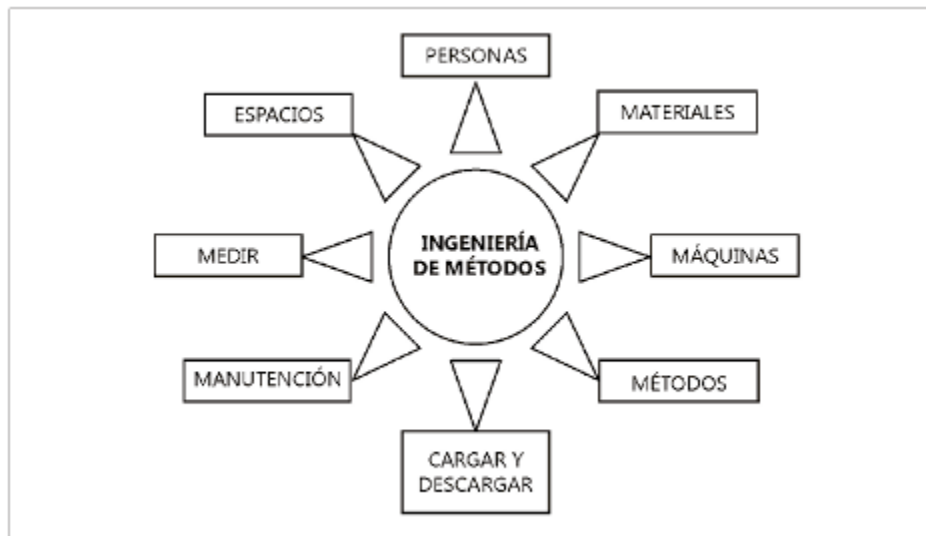 PERSONAS
ESPACIOS
MATERIALES
INGENIERÍA
DE MÉTODOS
MEDIR
MÁQUINAS
MANUTENCIÓN
MÉTODOS
CARGAR Y
DESCARGAR